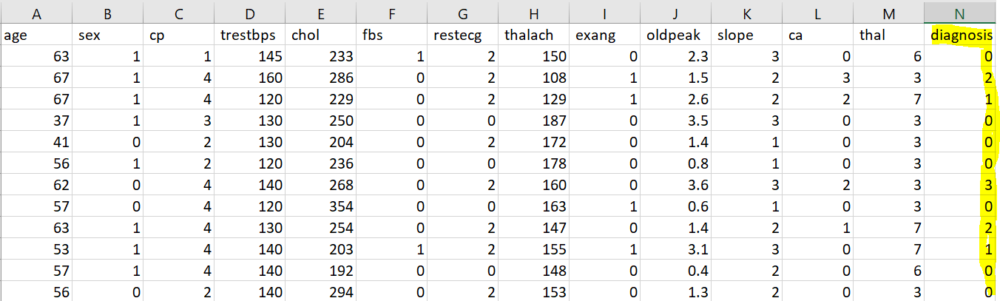 A B C D E F G H I J K L M N
age sex cp trestbps chol fbs restecg thalach exang oldpeak slope ca thal diagnosis
63 1 1 145 233 1 2 150 0 2.3 3 0 6 0
67 1 4 160 286 0 2 108 1 1.5 2 3 3 2
67 1 4 120 229 0 2 129 1 2.6 2 2 7 1
37 1 3 130 250 0 0 187 0 3.5 3 0 3 0
41 0 2 130 204 0 2 172 0 1.4 1 0 3 0
56 1 2 120 236 0 0 178 0 0.8 1 0 3 0
62 0 4 140 268 0 2 160 0 3.6 3 2 3 3
57 0 4 120 354 0 0 163 1 0.6 1 0 3 0
63 1 4 130 254 0 2 147 0 1.4 2 1 7 2
53 1 4 140 203 1 2 155 1 3.1 3 0 7 1
57 1 4 140 192 0 0 148 0 0.4 2 0 6 0
56 0 2 140 294 0 2 153 0 1.3 2 0 3 0